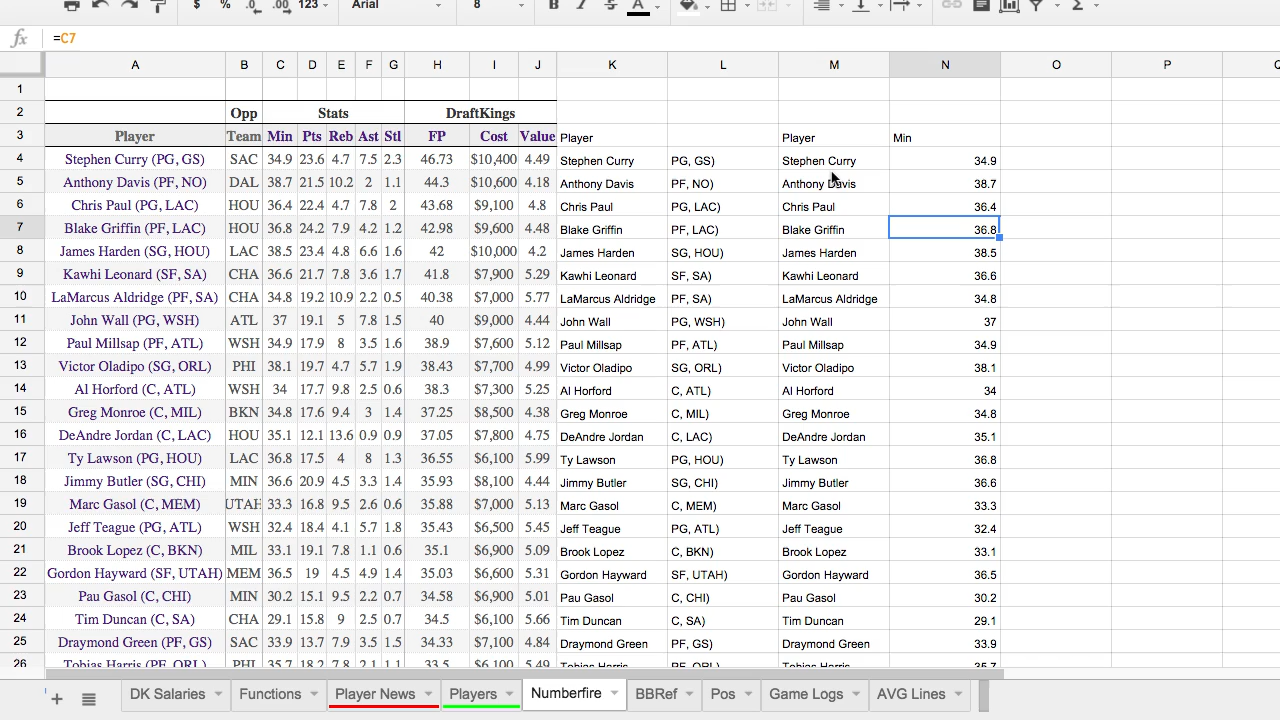 $ % .0 .00 123 Arial 8 B I S A Σ
fx =C7
A B C D E F G H I J K L M N O P Q
1
2 Opp Stats DraftKings
3 Player Team Min Pts Reb Ast Stl FP Cost Value Player Player Min
4 Stephen Curry (PG, GS) SAC 34.9 23.6 4.7 7.5 2.3 46.73 $10,400 4.49 Stephen Curry PG, GS) Stephen Curry 34.9
5 Anthony Davis (PF, NO) DAL 38.7 21.5 10.2 2 1.1 44.3 $10,600 4.18 Anthony Davis PF, NO) Anthony Davis 38.7
6 Chris Paul (PG, LAC) HOU 36.4 22.4 4.7 7.8 2 43.68 $9,100 4.8 Chris Paul PG, LAC) Chris Paul 36.4
7 Blake Griffin (PF, LAC) HOU 36.8 24.2 7.9 4.2 1.2 42.98 $9,600 4.48 Blake Griffin PF, LAC) Blake Griffin 36.8
8 James Harden (SG, HOU) LAC 38.5 23.4 4.8 6.6 1.6 42 $10,000 4.2 James Harden SG, HOU) James Harden 38.5
9 Kawhi Leonard (SF, SA) CHA 36.6 21.7 7.8 3.6 1.7 41.8 $7,900 5.29 Kawhi Leonard SF, SA) Kawhi Leonard 36.6
10 LaMarcus Aldridge (PF, SA) CHA 34.8 19.2 10.9 2.2 0.5 40.38 $7,000 5.77 LaMarcus Aldridge PF, SA) LaMarcus Aldridge 34.8
11 John Wall (PG, WSH) ATL 37 19.1 5 7.8 1.5 40 $9,000 4.44 John Wall PG, WSH) John Wall 37
12 Paul Millsap (PF, ATL) WSH 34.9 17.9 8 3.5 1.6 38.9 $7,600 5.12 Paul Millsap PF, ATL) Paul Millsap 34.9
13 Victor Oladipo (SG, ORL) PHI 38.1 19.7 4.7 5.7 1.9 38.43 $7,700 4.99 Victor Oladipo SG, ORL) Victor Oladipo 38.1
14 Al Horford (C, ATL) WSH 34 17.7 9.8 2.5 0.6 38.3 $7,300 5.25 Al Horford C, ATL) Al Horford 34
15 Greg Monroe (C, MIL) BKN 34.8 17.6 9.4 3 1.4 37.25 $8,500 4.38 Greg Monroe C, MIL) Greg Monroe 34.8
16 DeAndre Jordan (C, LAC) HOU 35.1 12.1 13.6 0.9 0.9 37.05 $7,800 4.75 DeAndre Jordan C, LAC) DeAndre Jordan 35.1
17 Ty Lawson (PG, HOU) LAC 36.8 17.5 4 8 1.3 36.55 $6,100 5.99 Ty Lawson PG, HOU) Ty Lawson 36.8
18 Jimmy Butler (SG, CHI) MIN 36.6 20.9 4.5 3.3 1.4 35.93 $8,100 4.44 Jimmy Butler SG, CHI) Jimmy Butler 36.6
19 Marc Gasol (C, MEM) UTAH 33.3 16.8 9.5 2.6 0.6 35.88 $7,000 5.13 Marc Gasol C, MEM) Marc Gasol 33.3
20 Jeff Teague (PG, ATL) WSH 32.4 18.4 4.1 5.7 1.8 35.43 $6,500 5.45 Jeff Teague PG, ATL) Jeff Teague 32.4
21 Brook Lopez (C, BKN) MIL 33.1 19.1 7.8 1.1 0.6 35.1 $6,900 5.09 Brook Lopez C, BKN) Brook Lopez 33.1
22 Gordon Hayward (SF, UTAH) MEM 36.5 19 4.5 4.9 1.4 35.03 $6,600 5.31 Gordon Hayward SF, UTAH) Gordon Hayward 36.5
23 Pau Gasol (C, CHI) MIN 30.2 15.1 9.5 2.2 0.7 34.58 $6,900 5.01 Pau Gasol C, CHI) Pau Gasol 30.2
24 Tim Duncan (C, SA) CHA 29.1 15.8 9 2.5 0.7 34.5 $6,100 5.66 Tim Duncan C, SA) Tim Duncan 29.1
25 Draymond Green (PF, GS) SAC 33.9 13.7 7.9 3.5 1.5 34.33 $7,100 4.84 Draymond Green PF, GS) Draymond Green 33.9
26 Tobias Harris (PF, ORL) PHI 35.7 18.2 7.8 2.1 1.1 33.5 $6,100 5.49 Tobias Harris PF, ORL) Tobias Harris 35.7
+ DK Salaries Functions Player News Players Numberfire BBRef Pos Game Logs AVG Lines